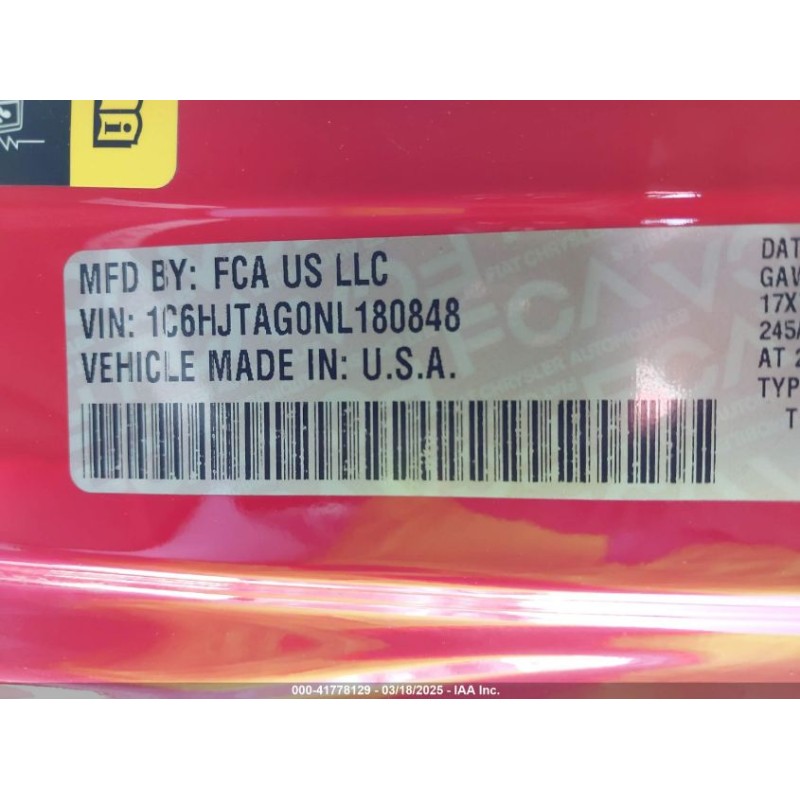 MFD BY: FCA US LLC
VIN: 1C6HJTAG0NL180848
VEHICLE MADE IN: U.S.A.
DAT
GAW
17X
245/
AT 2
TYP
T
000-41778129 - 03/18/2025 - IAA Inc.